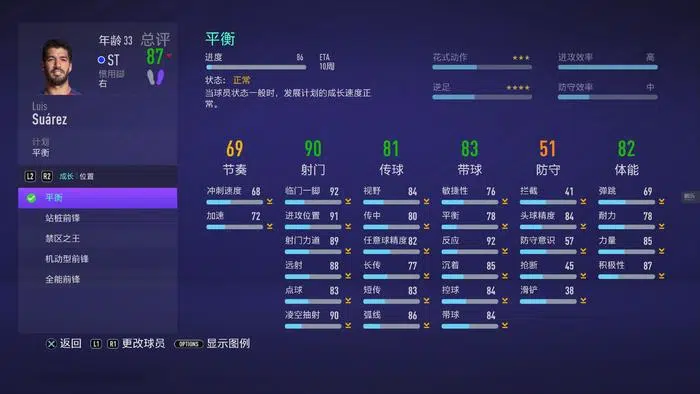 年龄 33 总评
ST 87
惯用脚
右
Luis
Suárez
计划
平衡
L2 R2 成长 | 位置
平衡
站桩前锋
禁区之王
机动型前锋
全能前锋
平衡
进度 86 ETA
10周
状态： 正常
当球员状态一般时，发展计划的成长速度正
常。
花式动作 ★★★ 进攻效率 高
逆足 ★★★★ 防守效率 中
69 90 81 83 51 82
节奏 射门 传球 带球 防守 体能
冲刺速度 68 临门一脚 92 视野 84 敏捷性 76 拦截 41 弹跳 69
加速 72 进攻位置 91 传中 80 平衡 78 头球精度 84 耐力 78
射门力道 89 任意球精度 82 反应 92 防守意识 57 力量 85
远射 88 长传 77 沉着 85 抢断 45 积极性 87
点球 83 短传 83 控球 84 滑铲 38
凌空抽射 90 弧线 86 带球 84
返回 L1 R1 更改球员 OPTIONS 显示图例